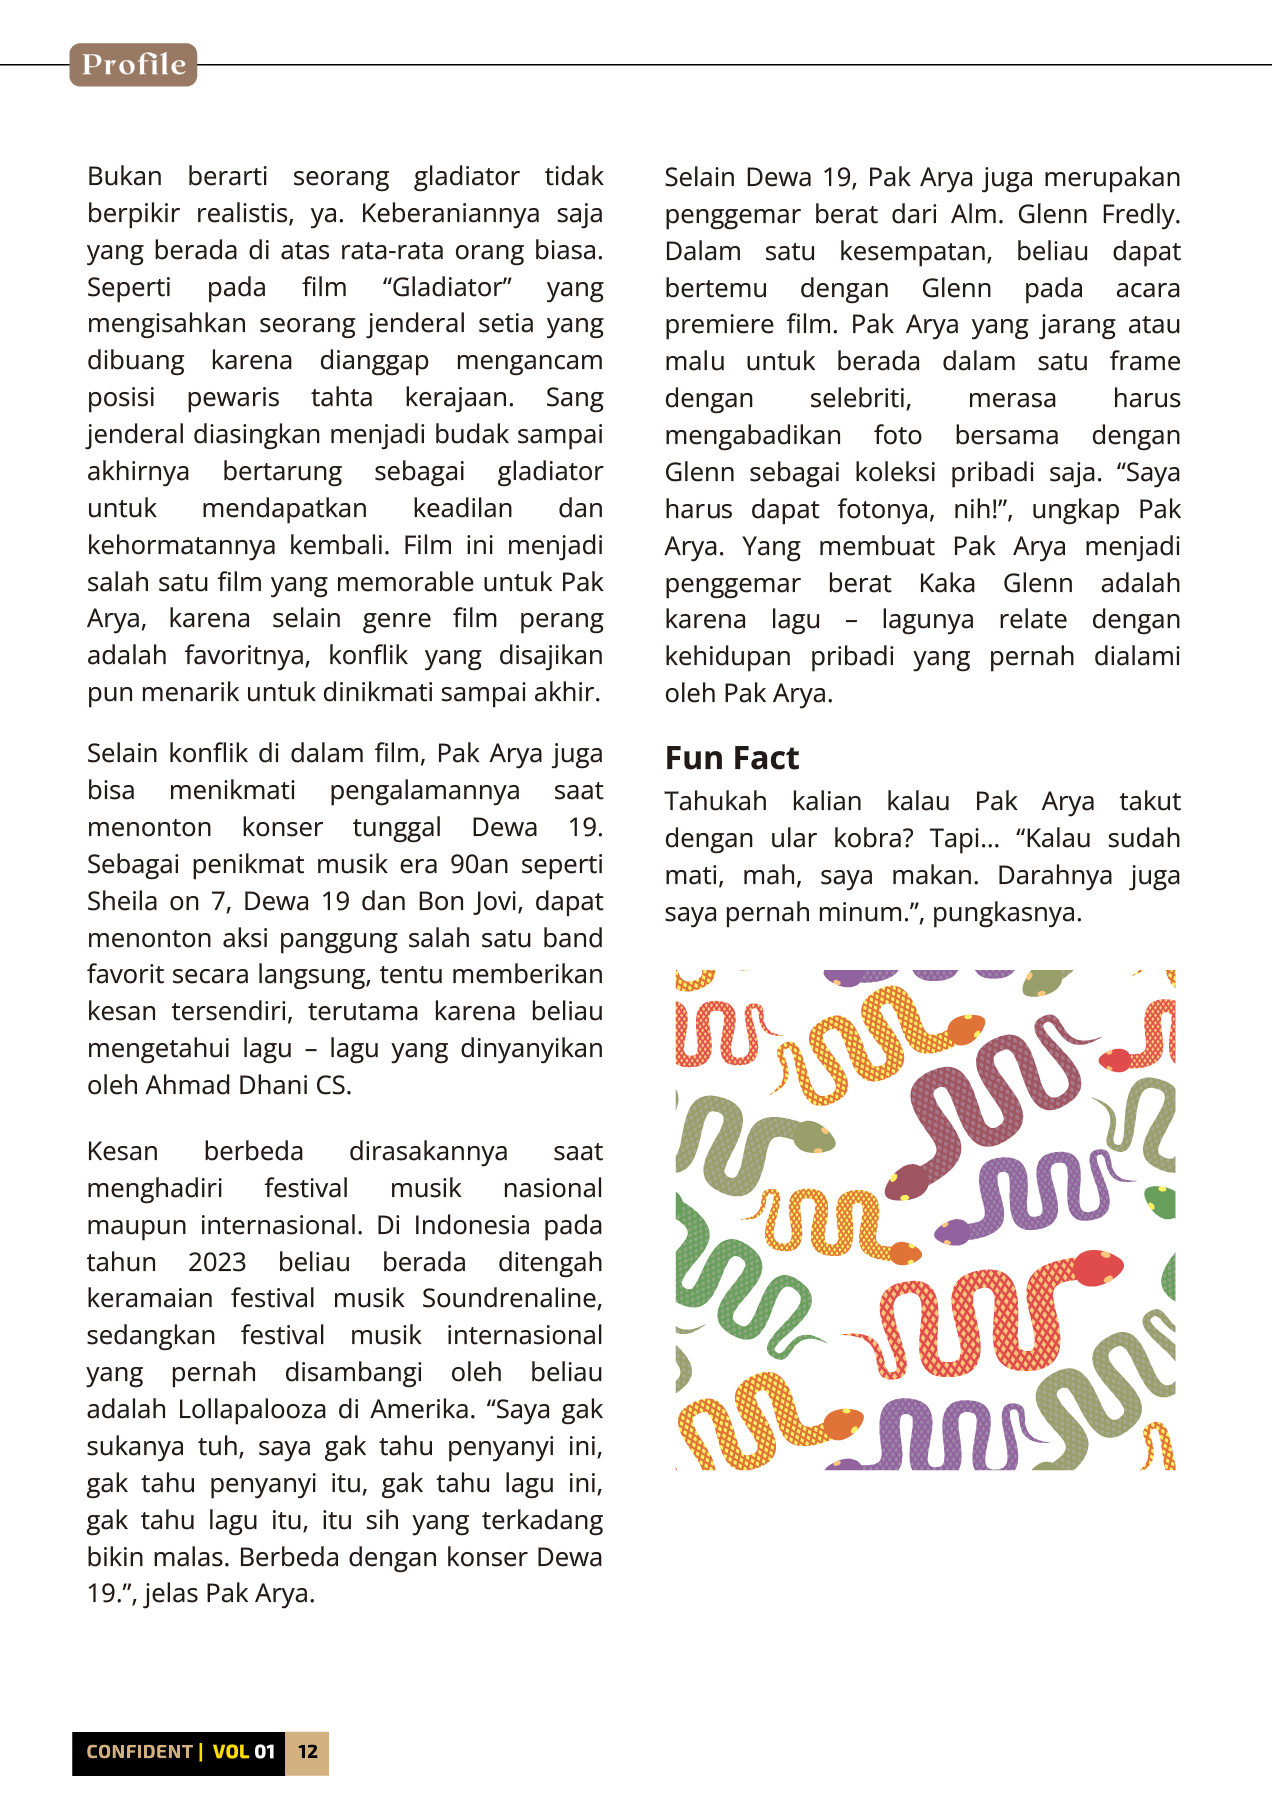 Profile
Bukan berarti seorang gladiator tidak
berpikir realistis, ya. Keberaniannya saja
yang berada di atas rata-rata orang biasa.
Seperti pada film “Gladiator” yang
mengisahkan seorang jenderal setia yang
dibuang karena dianggap mengancam
posisi pewaris tahta kerajaan. Sang
jenderal diasingkan menjadi budak sampai
akhirnya bertarung sebagai gladiator
untuk mendapatkan keadilan dan
kehormatannya kembali. Film ini menjadi
salah satu film yang memorable untuk Pak
Arya, karena selain genre film perang
adalah favoritnya, konflik yang disajikan
pun menarik untuk dinikmati sampai akhir.
Selain konflik di dalam film, Pak Arya juga
bisa menikmati pengalamannya saat
menonton konser tunggal Dewa 19.
Sebagai penikmat musik era 90an seperti
Sheila on 7, Dewa 19 dan Bon Jovi, dapat
menonton aksi panggung salah satu band
favorit secara langsung, tentu memberikan
kesan tersendiri, terutama karena beliau
mengetahui lagu – lagu yang dinyanyikan
oleh Ahmad Dhani CS.
Kesan berbeda dirasakannya saat
menghadiri festival musik nasional
maupun internasional. Di Indonesia pada
tahun 2023 beliau berada ditengah
keramaian festival musik Soundrenaline,
sedangkan festival musik internasional
yang pernah disambangi oleh beliau
adalah Lollapalooza di Amerika. “Saya gak
sukanya tuh, saya gak tahu penyanyi ini,
gak tahu penyanyi itu, gak tahu lagu ini,
gak tahu lagu itu, itu sih yang terkadang
bikin malas. Berbeda dengan konser Dewa
19.”, jelas Pak Arya.
Selain Dewa 19, Pak Arya juga merupakan
penggemar berat dari Alm. Glenn Fredly.
Dalam satu kesempatan, beliau dapat
bertemu dengan Glenn pada acara
premiere film. Pak Arya yang jarang atau
malu untuk berada dalam satu frame
dengan selebriti, merasa harus
mengabadikan foto bersama dengan
Glenn sebagai koleksi pribadi saja. “Saya
harus dapat fotonya, nih!”, ungkap Pak
Arya. Yang membuat Pak Arya menjadi
penggemar berat Kaka Glenn adalah
karena lagu – lagunya relate dengan
kehidupan pribadi yang pernah dialami
oleh Pak Arya.
Fun Fact
Tahukah kalian kalau Pak Arya takut
dengan ular kobra? Tapi... “Kalau sudah
mati, mah, saya makan. Darahnya juga
saya pernah minum.”, pungkasnya.
CONFIDENT | VOL 01 12